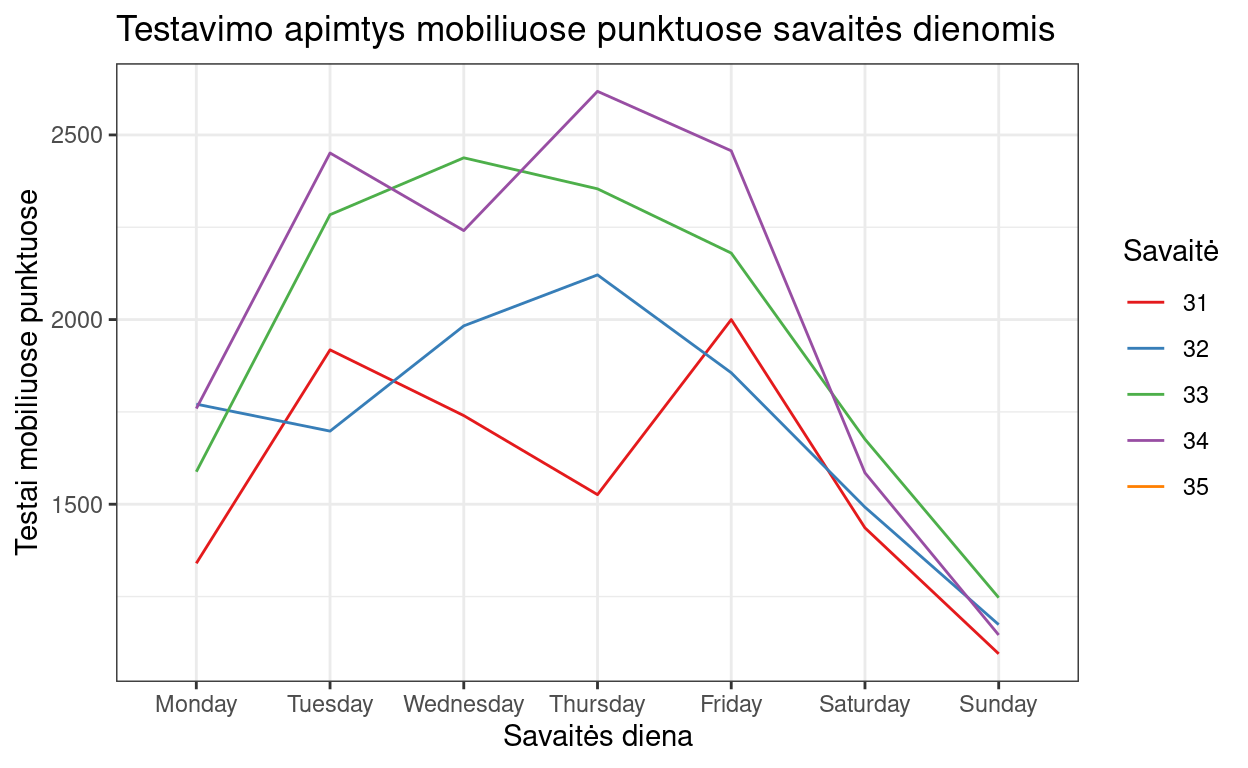 Testavimo apimtys mobiliuose punktuose savaitės dienomis
Testai mobiliuose punktuose
2500
2000
1500
Monday Tuesday Wednesday Thursday Friday Saturday Sunday
Savaitės diena
Savaitė
31
32
33
34
35